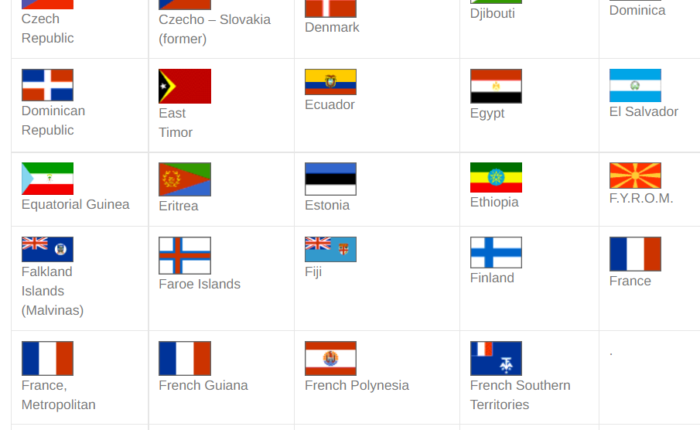 Czech
Republic
Czecho – Slovakia
(former)
Denmark
Djibouti
Dominica
Dominican
Republic
East
Timor
Ecuador
Egypt
El Salvador
Equatorial Guinea
Eritrea
Estonia
Ethiopia
F.Y.R.O.M.
Falkland
Islands
(Malvinas)
Faroe Islands
Fiji
Finland
France
France,
Metropolitan
French Guiana
French Polynesia
French Southern
Territories
.